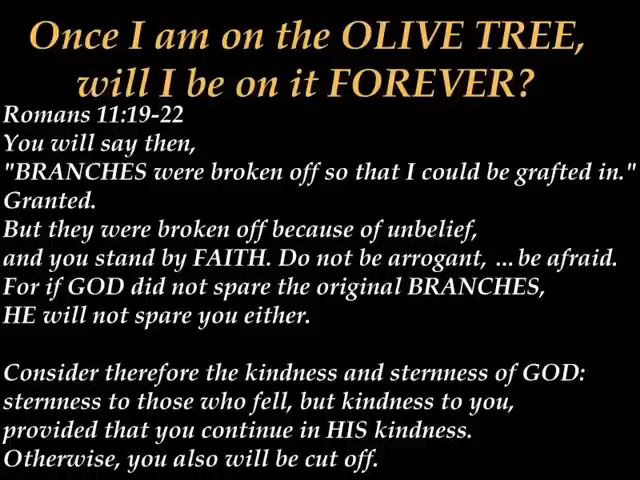 Once I am on the OLIVE TREE,
will I be on it FOREVER?
Romans 11:19-22
You will say then,
"BRANCHES were broken off so that I could be grafted in."
Granted.
But they were broken off because of unbelief,
and you stand by FAITH. Do not be arrogant, ...be afraid.
For if GOD did not spare the original BRANCHES,
HE will not spare you either.
Consider therefore the kindness and sternness of GOD:
sternness to those who fell, but kindness to you,
provided that you continue in HIS kindness.
Otherwise, you also will be cut off.